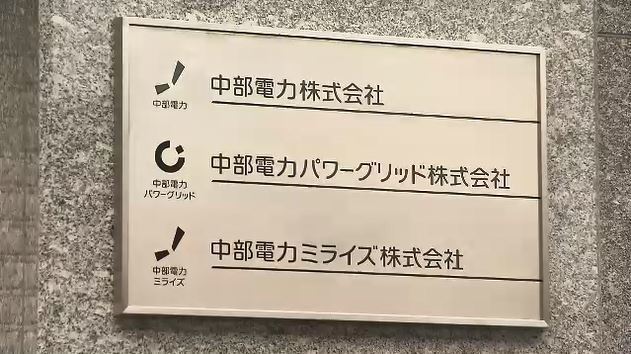 中部電力
中部電力株式会社
中部電力
パワーグリッド
中部電力パワーグリッド株式会社
中部電力
ミライズ
中部電力ミライズ株式会社